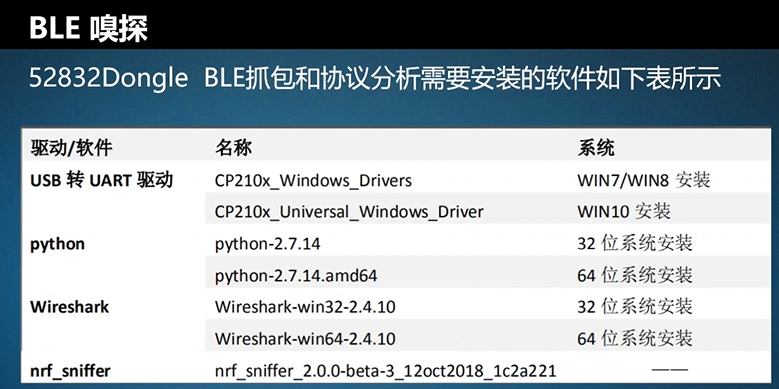 BLE 嗅探
52832Dongle BLE抓包和协议分析需要安装的软件如下表所示
驱动/软件 名称 系统
USB 转 UART 驱动 CP210x_Windows_Drivers WIN7/WIN8 安装
CP210x_Universal_Windows_Driver WIN10 安装
python python-2.7.14 32 位系统安装
python-2.7.14.amd64 64 位系统安装
Wireshark Wireshark-win32-2.4.10 32 位系统安装
Wireshark-win64-2.4.10 64 位系统安装
nrf_sniffer nrf_sniffer_2.0.0-beta-3_12oct2018_1c2a221 ——